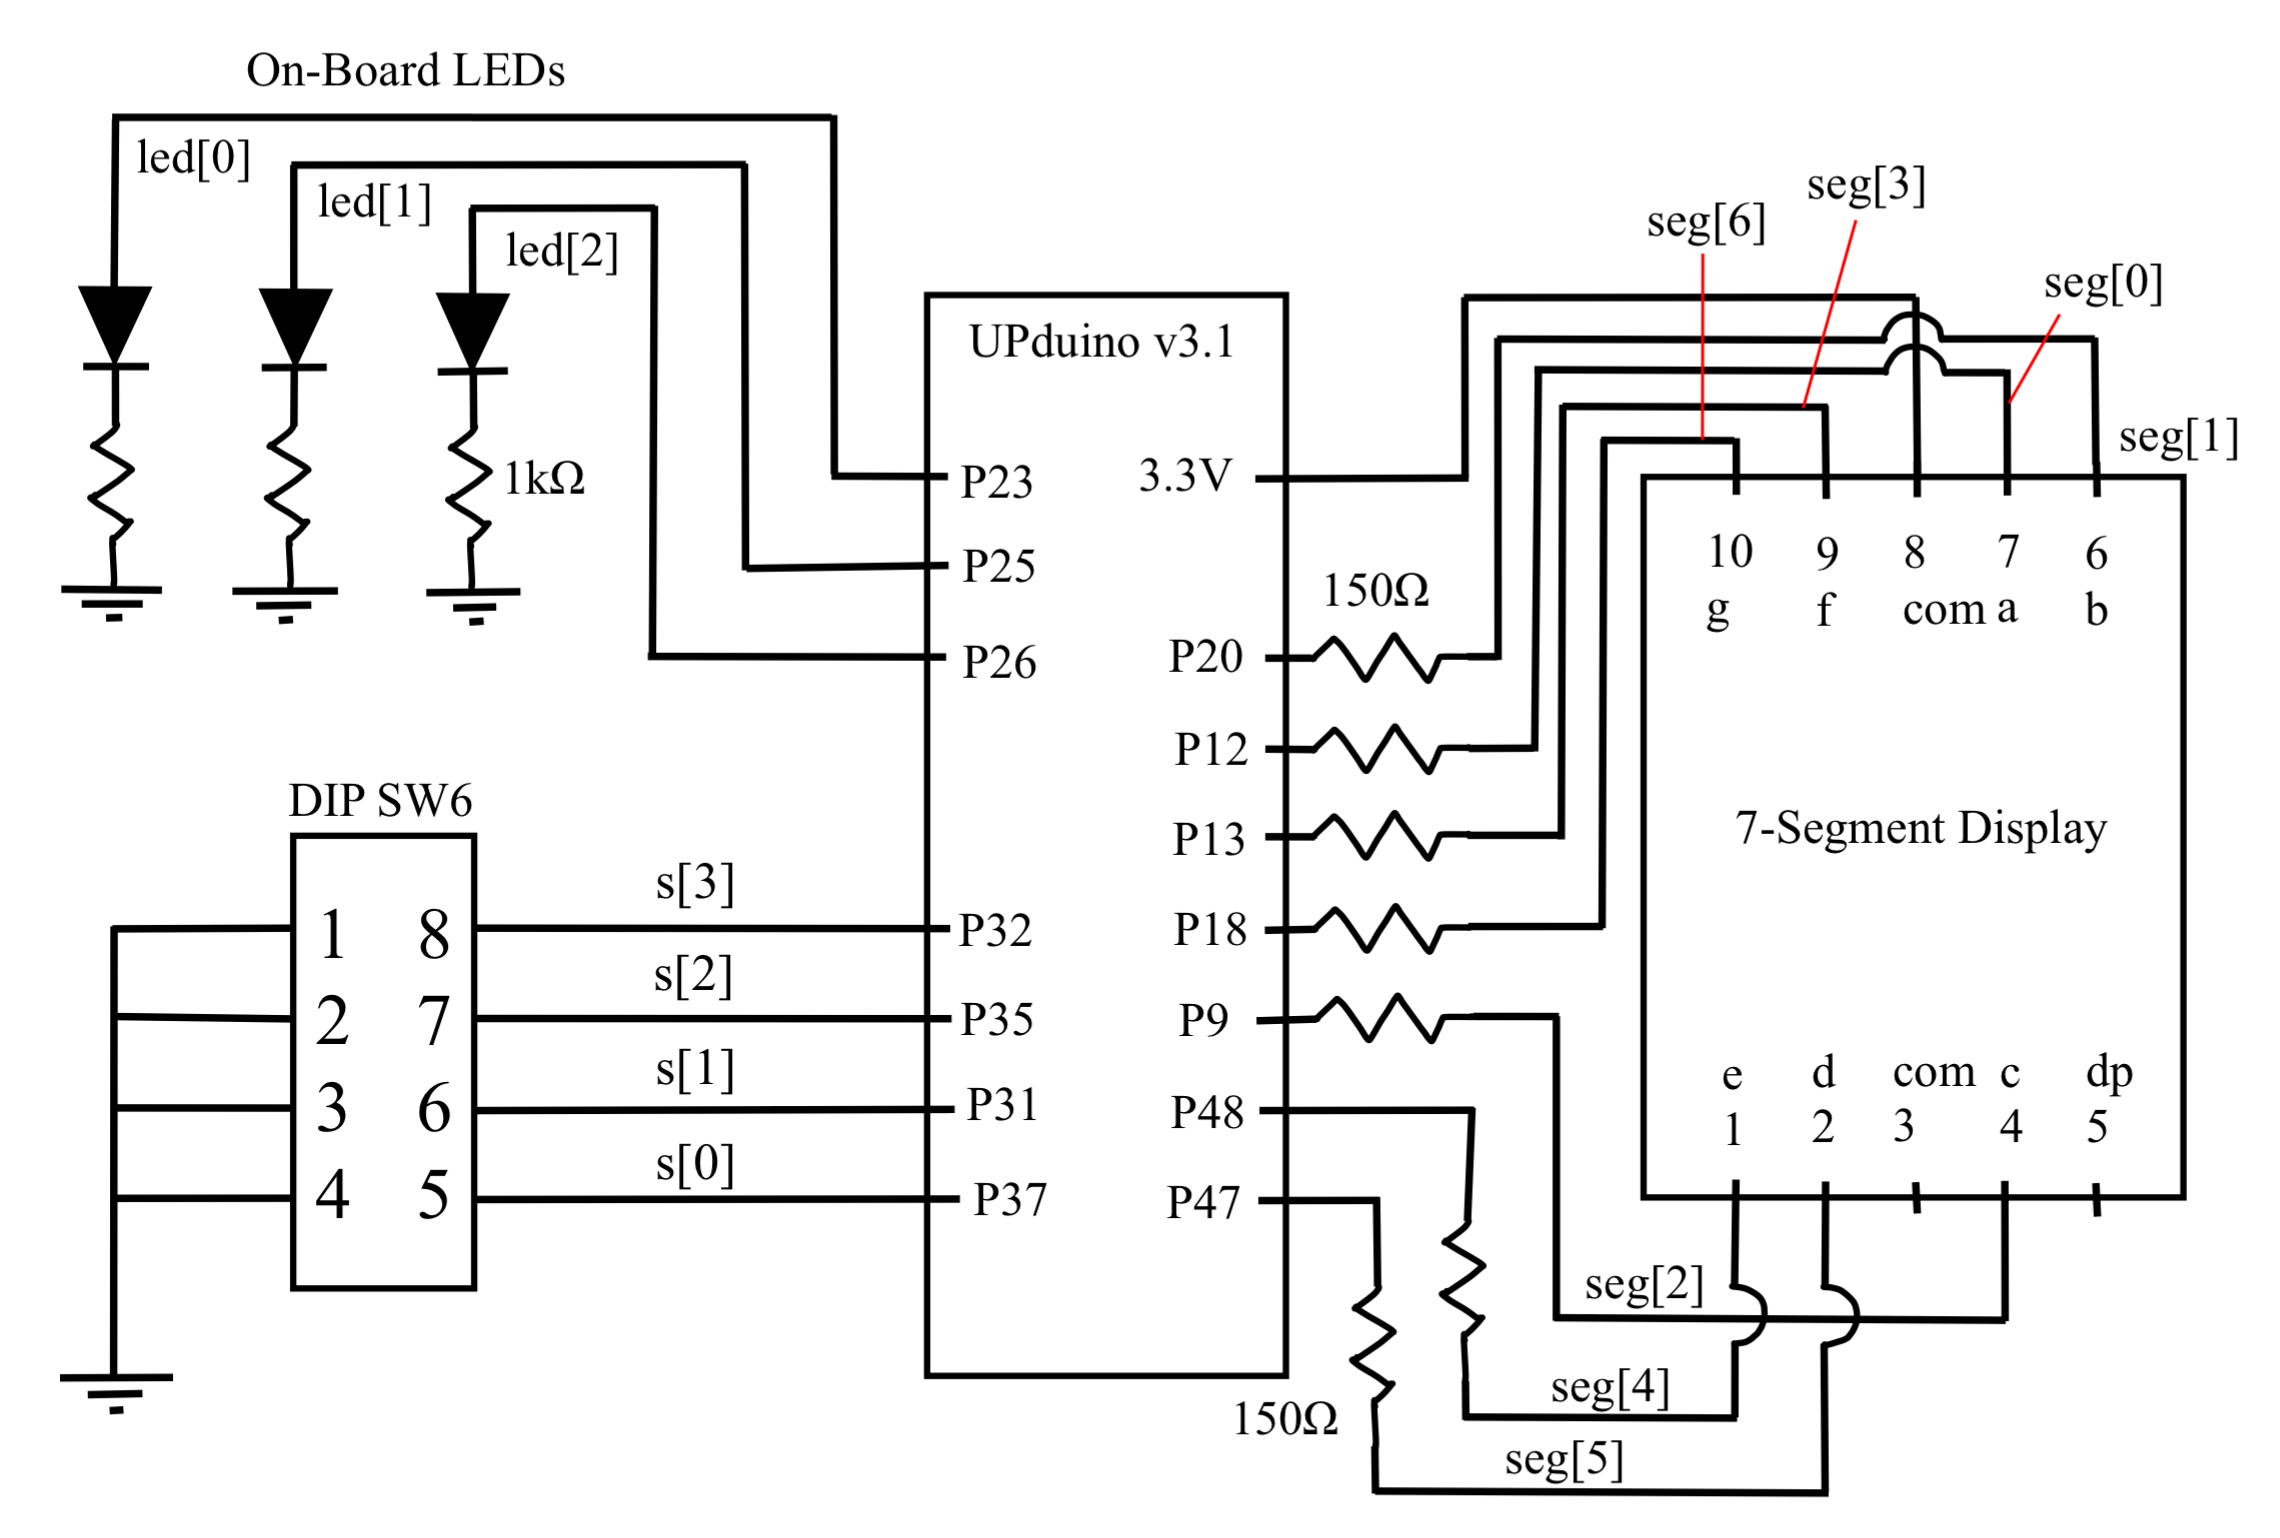 On-Board LEDs
led[0]
led[1]
led[2]
1kΩ
UPduino v3.1
P23
P25
P26
P32
P35
P31
P37
3.3V
P20
P12
P13
P18
P9
P48
P47
150Ω
150Ω
DIP SW6
1 8
2 7
3 6
4 5
s[3]
s[2]
s[1]
s[0]
seg[6]
seg[3]
seg[0]
seg[1]
10 9 8 7 6
g f com a b
7-Segment Display
e d com c dp
1 2 3 4 5
seg[2]
seg[4]
seg[5]